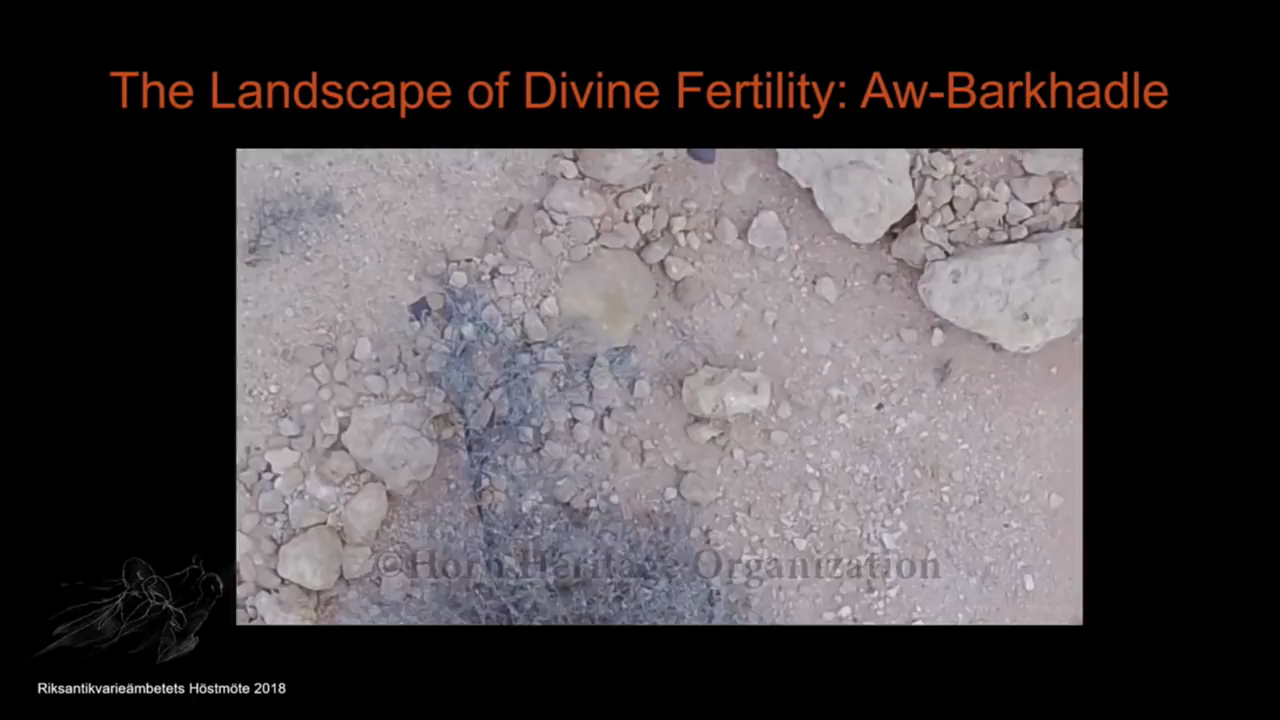 The Landscape of Divine Fertility: Aw-Barkhadle
©Horn Heritage Organization
Riksantikvarieämbetets Höstmöte 2018